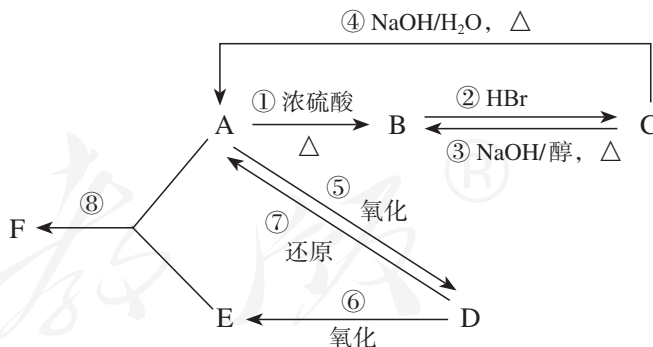 ④ NaOH/H₂O, △
A ① 浓硫酸 △ B ② HBr ③ NaOH/醇, △ C
F ⑧ ⑤ 氧化
⑦ 还原
E ⑥ 氧化 D